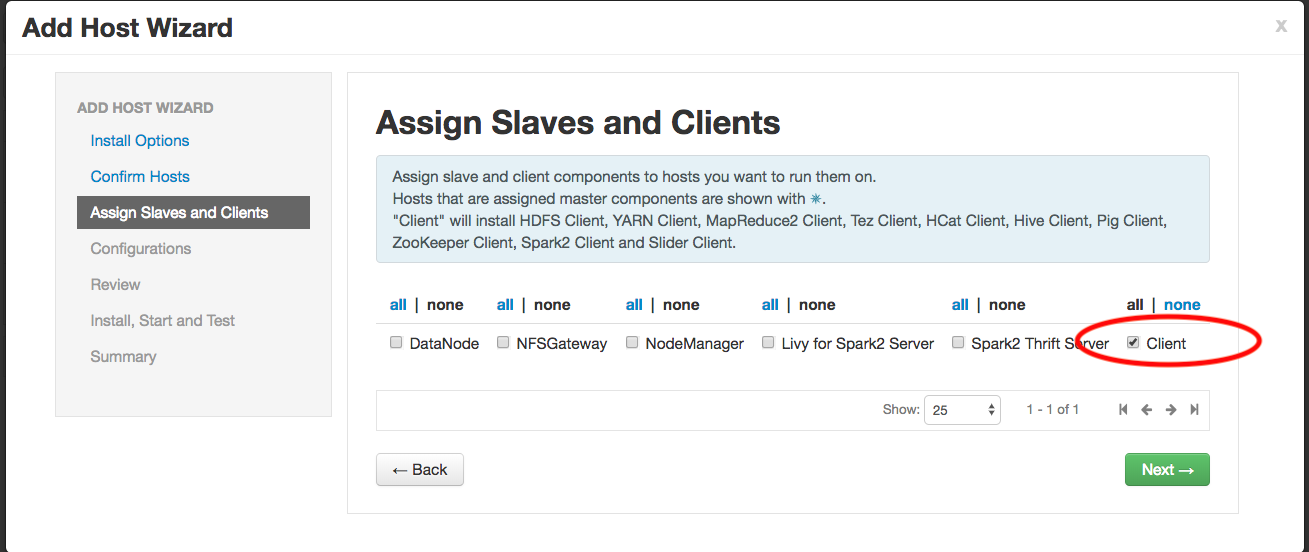 Add Host Wizard
x
ADD HOST WIZARD
Install Options
Confirm Hosts
Assign Slaves and Clients
Configurations
Review
Install, Start and Test
Summary
Assign Slaves and Clients
Assign slave and client components to hosts you want to run them on.
Hosts that are assigned master components are shown with ✷.
"Client" will install HDFS Client, YARN Client, MapReduce2 Client, Tez Client, HCat Client, Hive Client, Pig Client,
ZooKeeper Client, Spark2 Client and Slider Client.
all | none all | none all | none all | none all | none all | none
DataNode NFSGateway NodeManager Livy for Spark2 Server Spark2 Thrift Server Client
Show: 25 1 - 1 of 1
← Back Next →